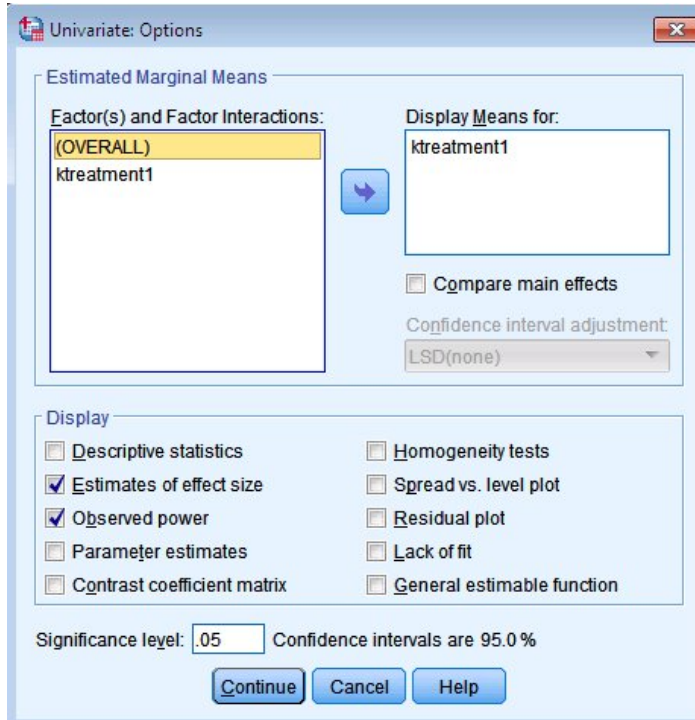 Univariate: Options
Estimated Marginal Means
Factor(s) and Factor Interactions:
(OVERALL)
ktreatment1
Display Means for:
ktreatment1
Compare main effects
Confidence interval adjustment:
LSD(none)
Display
Descriptive statistics
Estimates of effect size
Observed power
Parameter estimates
Contrast coefficient matrix
Homogeneity tests
Spread vs. level plot
Residual plot
Lack of fit
General estimable function
Significance level: .05 Confidence intervals are 95.0 %
Continue Cancel Help